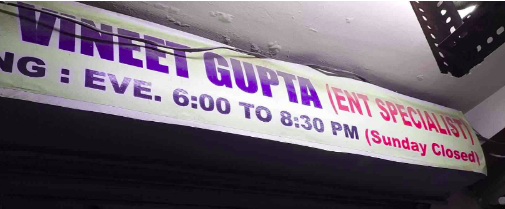 VINEET GUPTA (ENT SPECIALIST)
NG : EVE. 6:00 TO 8:30 PM (Sunday Closed)